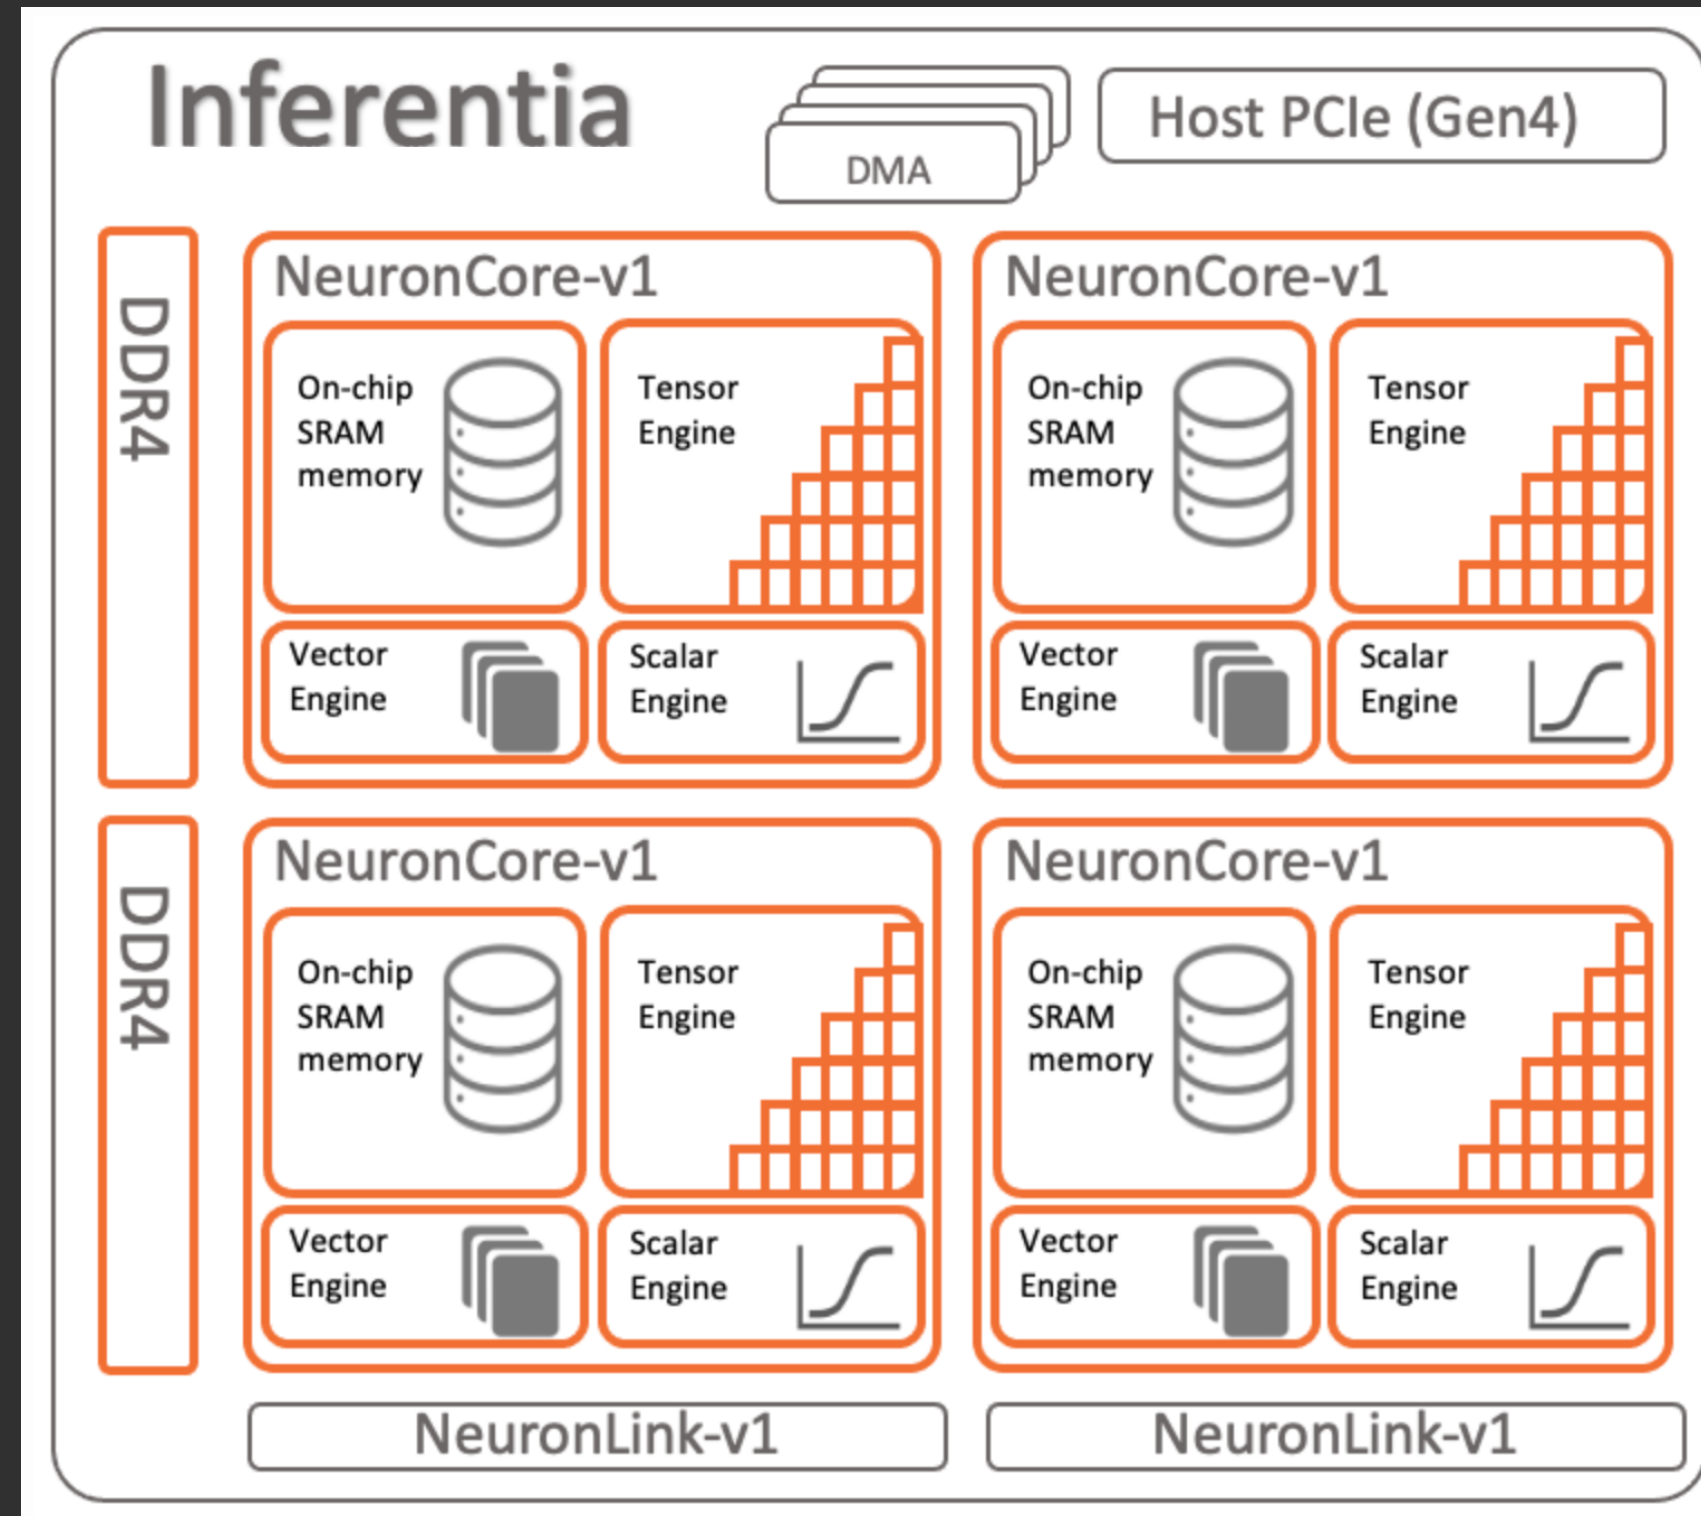 Inferentia
DMA
Host PCIe (Gen4)
DDR4
NeuronCore-v1
On-chip
SRAM
memory
Tensor
Engine
Vector
Engine
Scalar
Engine
NeuronCore-v1
On-chip
SRAM
memory
Tensor
Engine
Vector
Engine
Scalar
Engine
DDR4
NeuronCore-v1
On-chip
SRAM
memory
Tensor
Engine
Vector
Engine
Scalar
Engine
NeuronCore-v1
On-chip
SRAM
memory
Tensor
Engine
Vector
Engine
Scalar
Engine
NeuronLink-v1
NeuronLink-v1